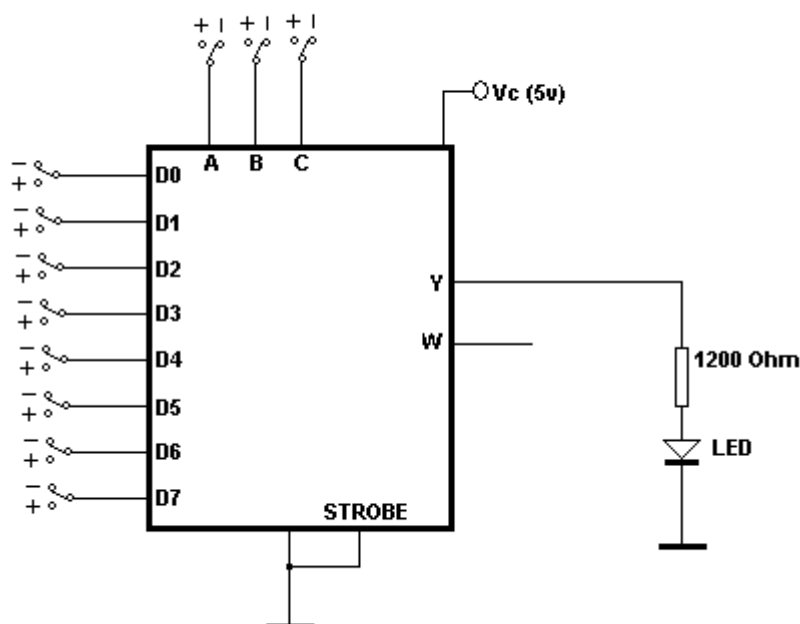 + − + − + −
Vc (5v)
A B C
− + D0
− + D1
− + D2
− + D3
− + D4
− + D5
− + D6
− + D7
Y
W
1200 Ohm
LED
STROBE